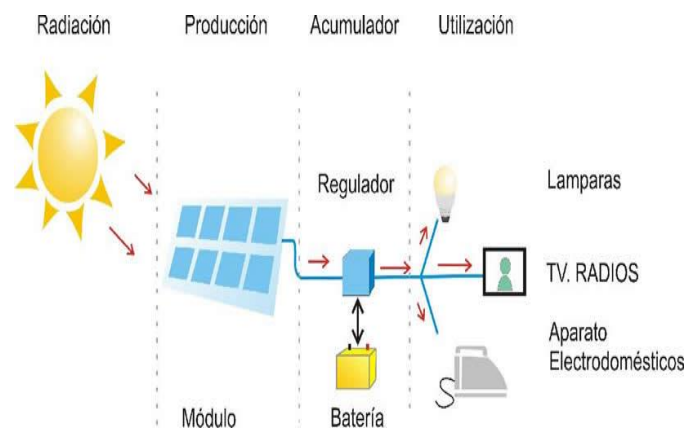 Radiación
Producción
Acumulador
Utilización
Regulador
Lamparas
TV. RADIOS
Aparato
Electrodomésticos
Módulo
Batería